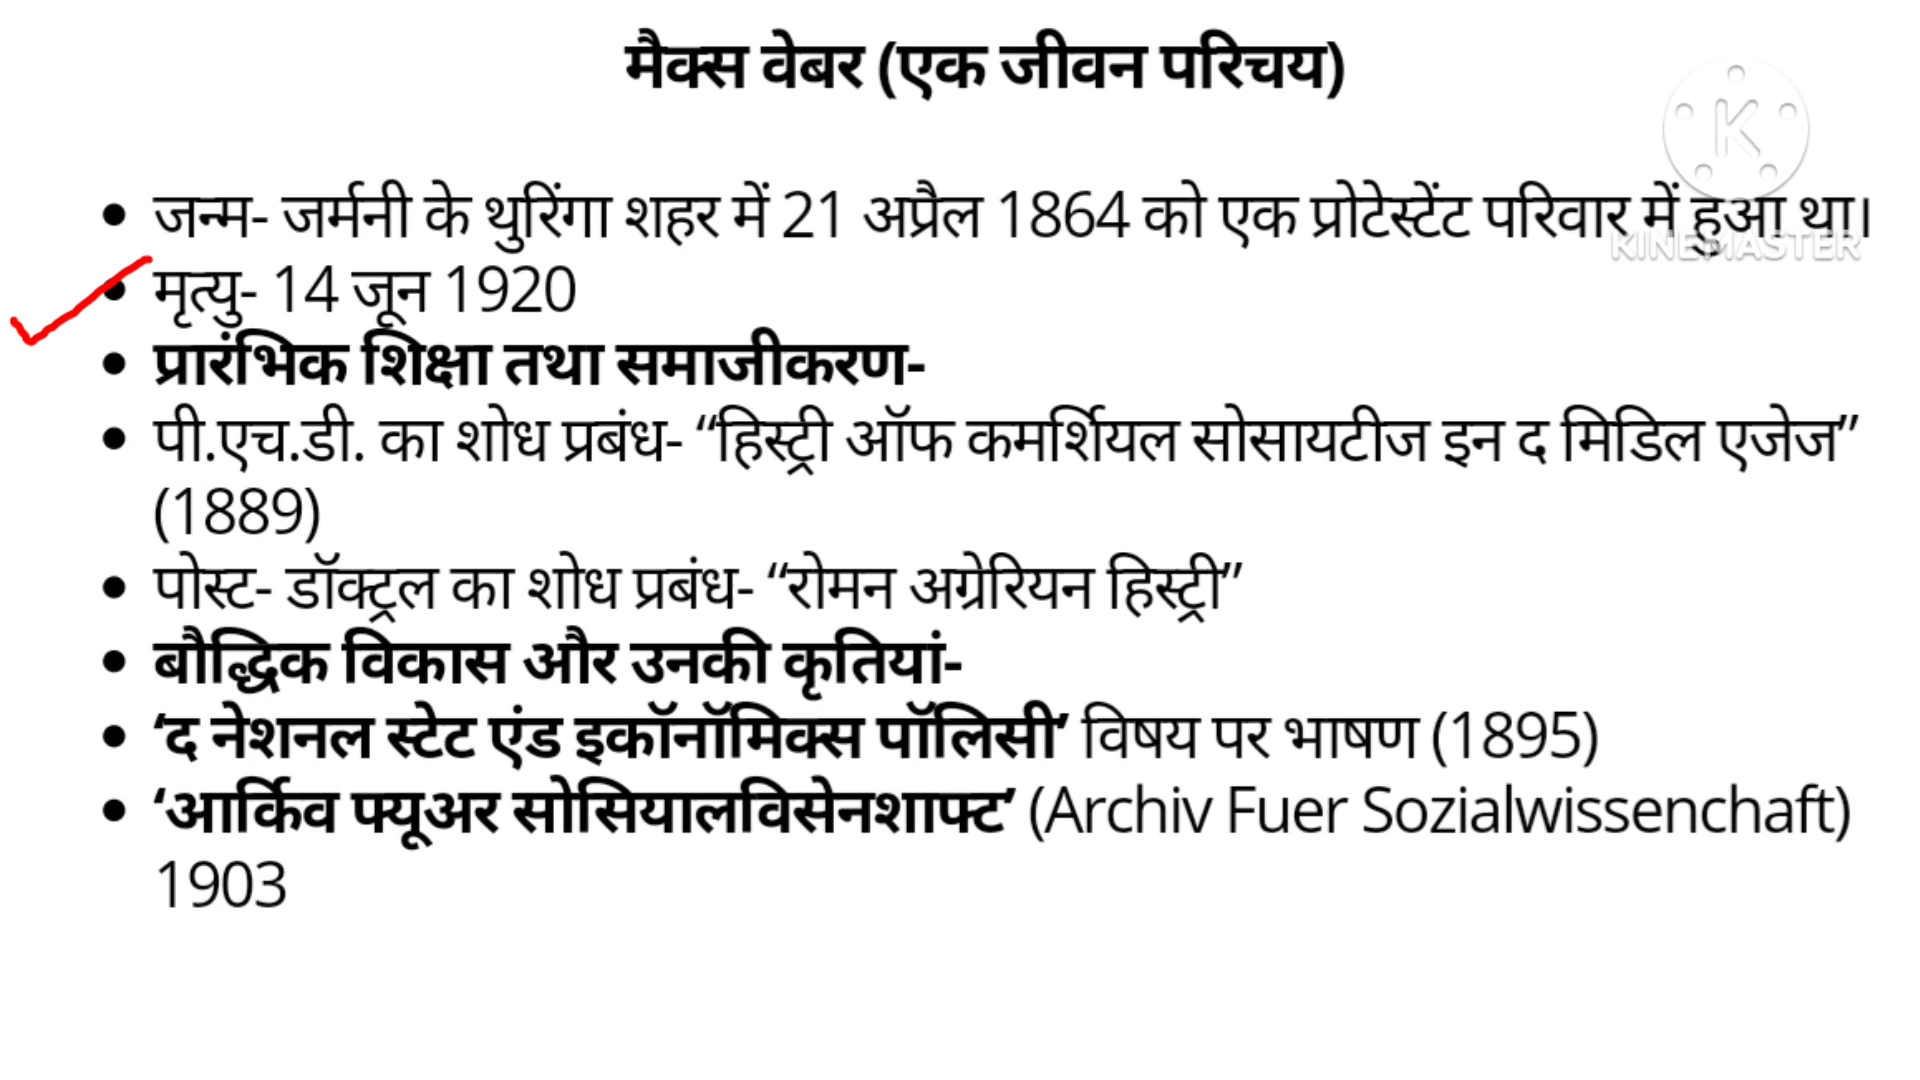 मैक्स वेबर (एक जीवन परिचय)
K
• जन्म- जर्मनी के थुरिंगा शहर में 21 अप्रैल 1864 को एक प्रोटेस्टेंट परिवार में हुआ था।
KINEMASTER
• मृत्यु- 14 जून 1920
• प्रारंभिक शिक्षा तथा समाजीकरण-
• पी.एच.डी. का शोध प्रबंध- “हिस्ट्री ऑफ कमर्शियल सोसायटीज इन द मिडिल एजेज”
(1889)
• पोस्ट- डॉक्ट्रल का शोध प्रबंध- “रोमन अग्रेरियन हिस्ट्री”
• बौद्धिक विकास और उनकी कृतियां-
• ‘द नेशनल स्टेट एंड इकॉनॉमिक्स पॉलिसी’ विषय पर भाषण (1895)
• ‘आर्किव फ्यूअर सोसियालविसेनशाफ्ट’ (Archiv Fuer Sozialwissenchaft)
1903